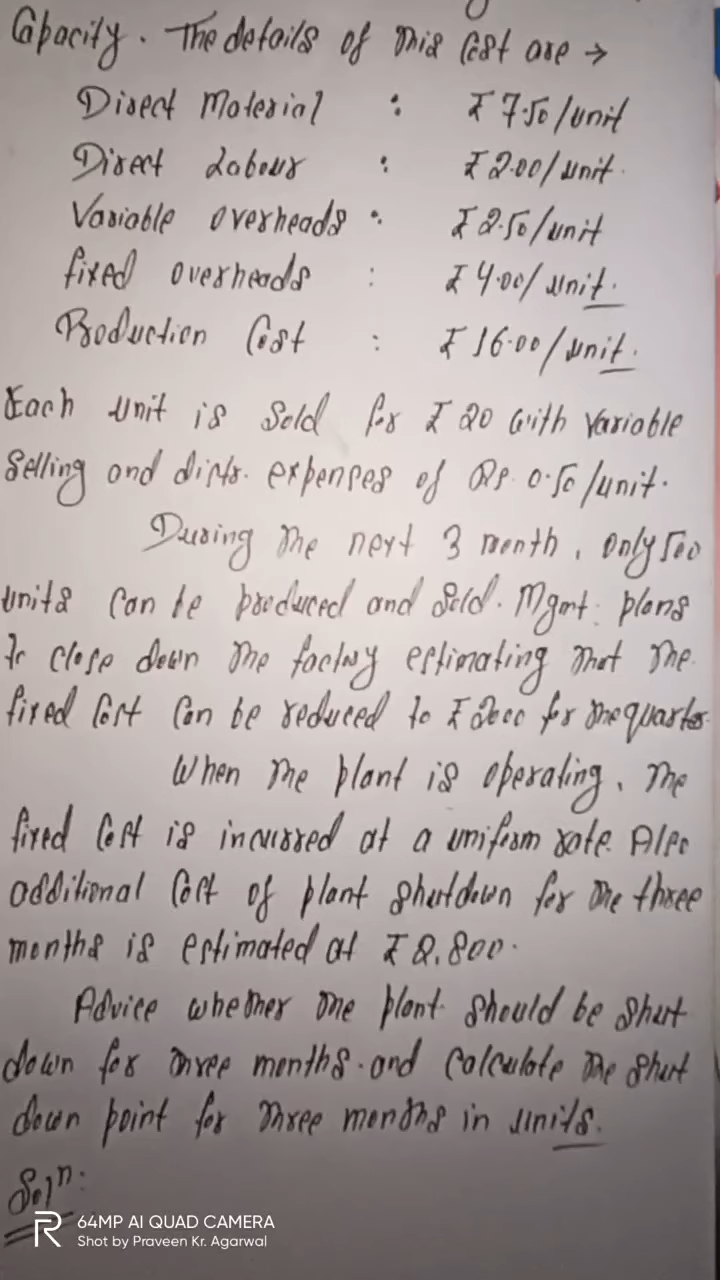 Capacity. The details of this Cost are →
Direct Material : ₹ 7.50/unit
Direct Labour : ₹ 2.00/unit.
Variable overheads : ₹ 2.50/unit
fixed overheads : ₹ 4.00/unit.
Production Cost : ₹ 16.00/unit.
Each unit is Sold for ₹ 20 with variable
Selling and distr. expenses of Rs. 0.50/unit.
During the next 3 month, only 500
units can be produced and Sold. Mgmt. plans
to close down the factory estimating that the
fixed Cost Can be reduced to ₹ 2000 for the quarter.
When the plant is operating, the
fixed Cost is incurred at a uniform rate. Also
additional Cost of plant shutdown for the three
months is estimated at ₹ 2,800.
Advice whether the plant should be shut
down for three months and Calculate the shut
down point for three months in units.
Solⁿ:
64MP AI QUAD CAMERA
Shot by Praveen Kr. Agarwal